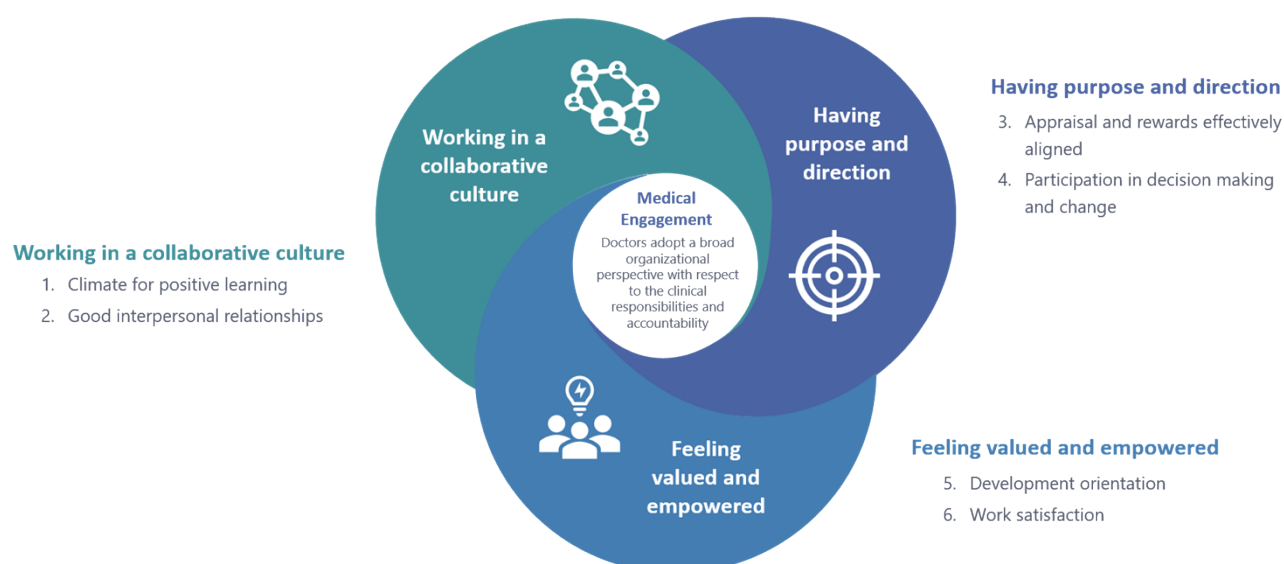 Working in a
collaborative
culture
Having
purpose and
direction
Medical
Engagement
Doctors adopt a broad
organizational
perspective with respect
to the clinical
responsibilities and
accountability
Feeling
valued and
empowered
Working in a collaborative culture
1. Climate for positive learning
2. Good interpersonal relationships
Having purpose and direction
3. Appraisal and rewards effectively
aligned
4. Participation in decision making
and change
Feeling valued and empowered
5. Development orientation
6. Work satisfaction